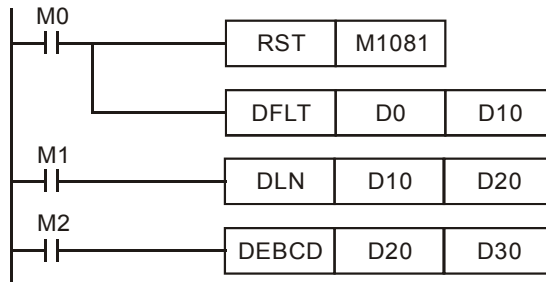 M0
RST M1081
DFLT D0 D10
M1
DLN D10 D20
M2
DEBCD D20 D30